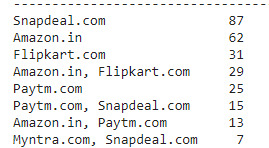 -----------------------------------
Snapdeal.com 87
Amazon.in 62
Flipkart.com 31
Amazon.in, Flipkart.com 29
Paytm.com 25
Paytm.com, Snapdeal.com 15
Amazon.in, Paytm.com 13
Myntra.com, Snapdeal.com 7